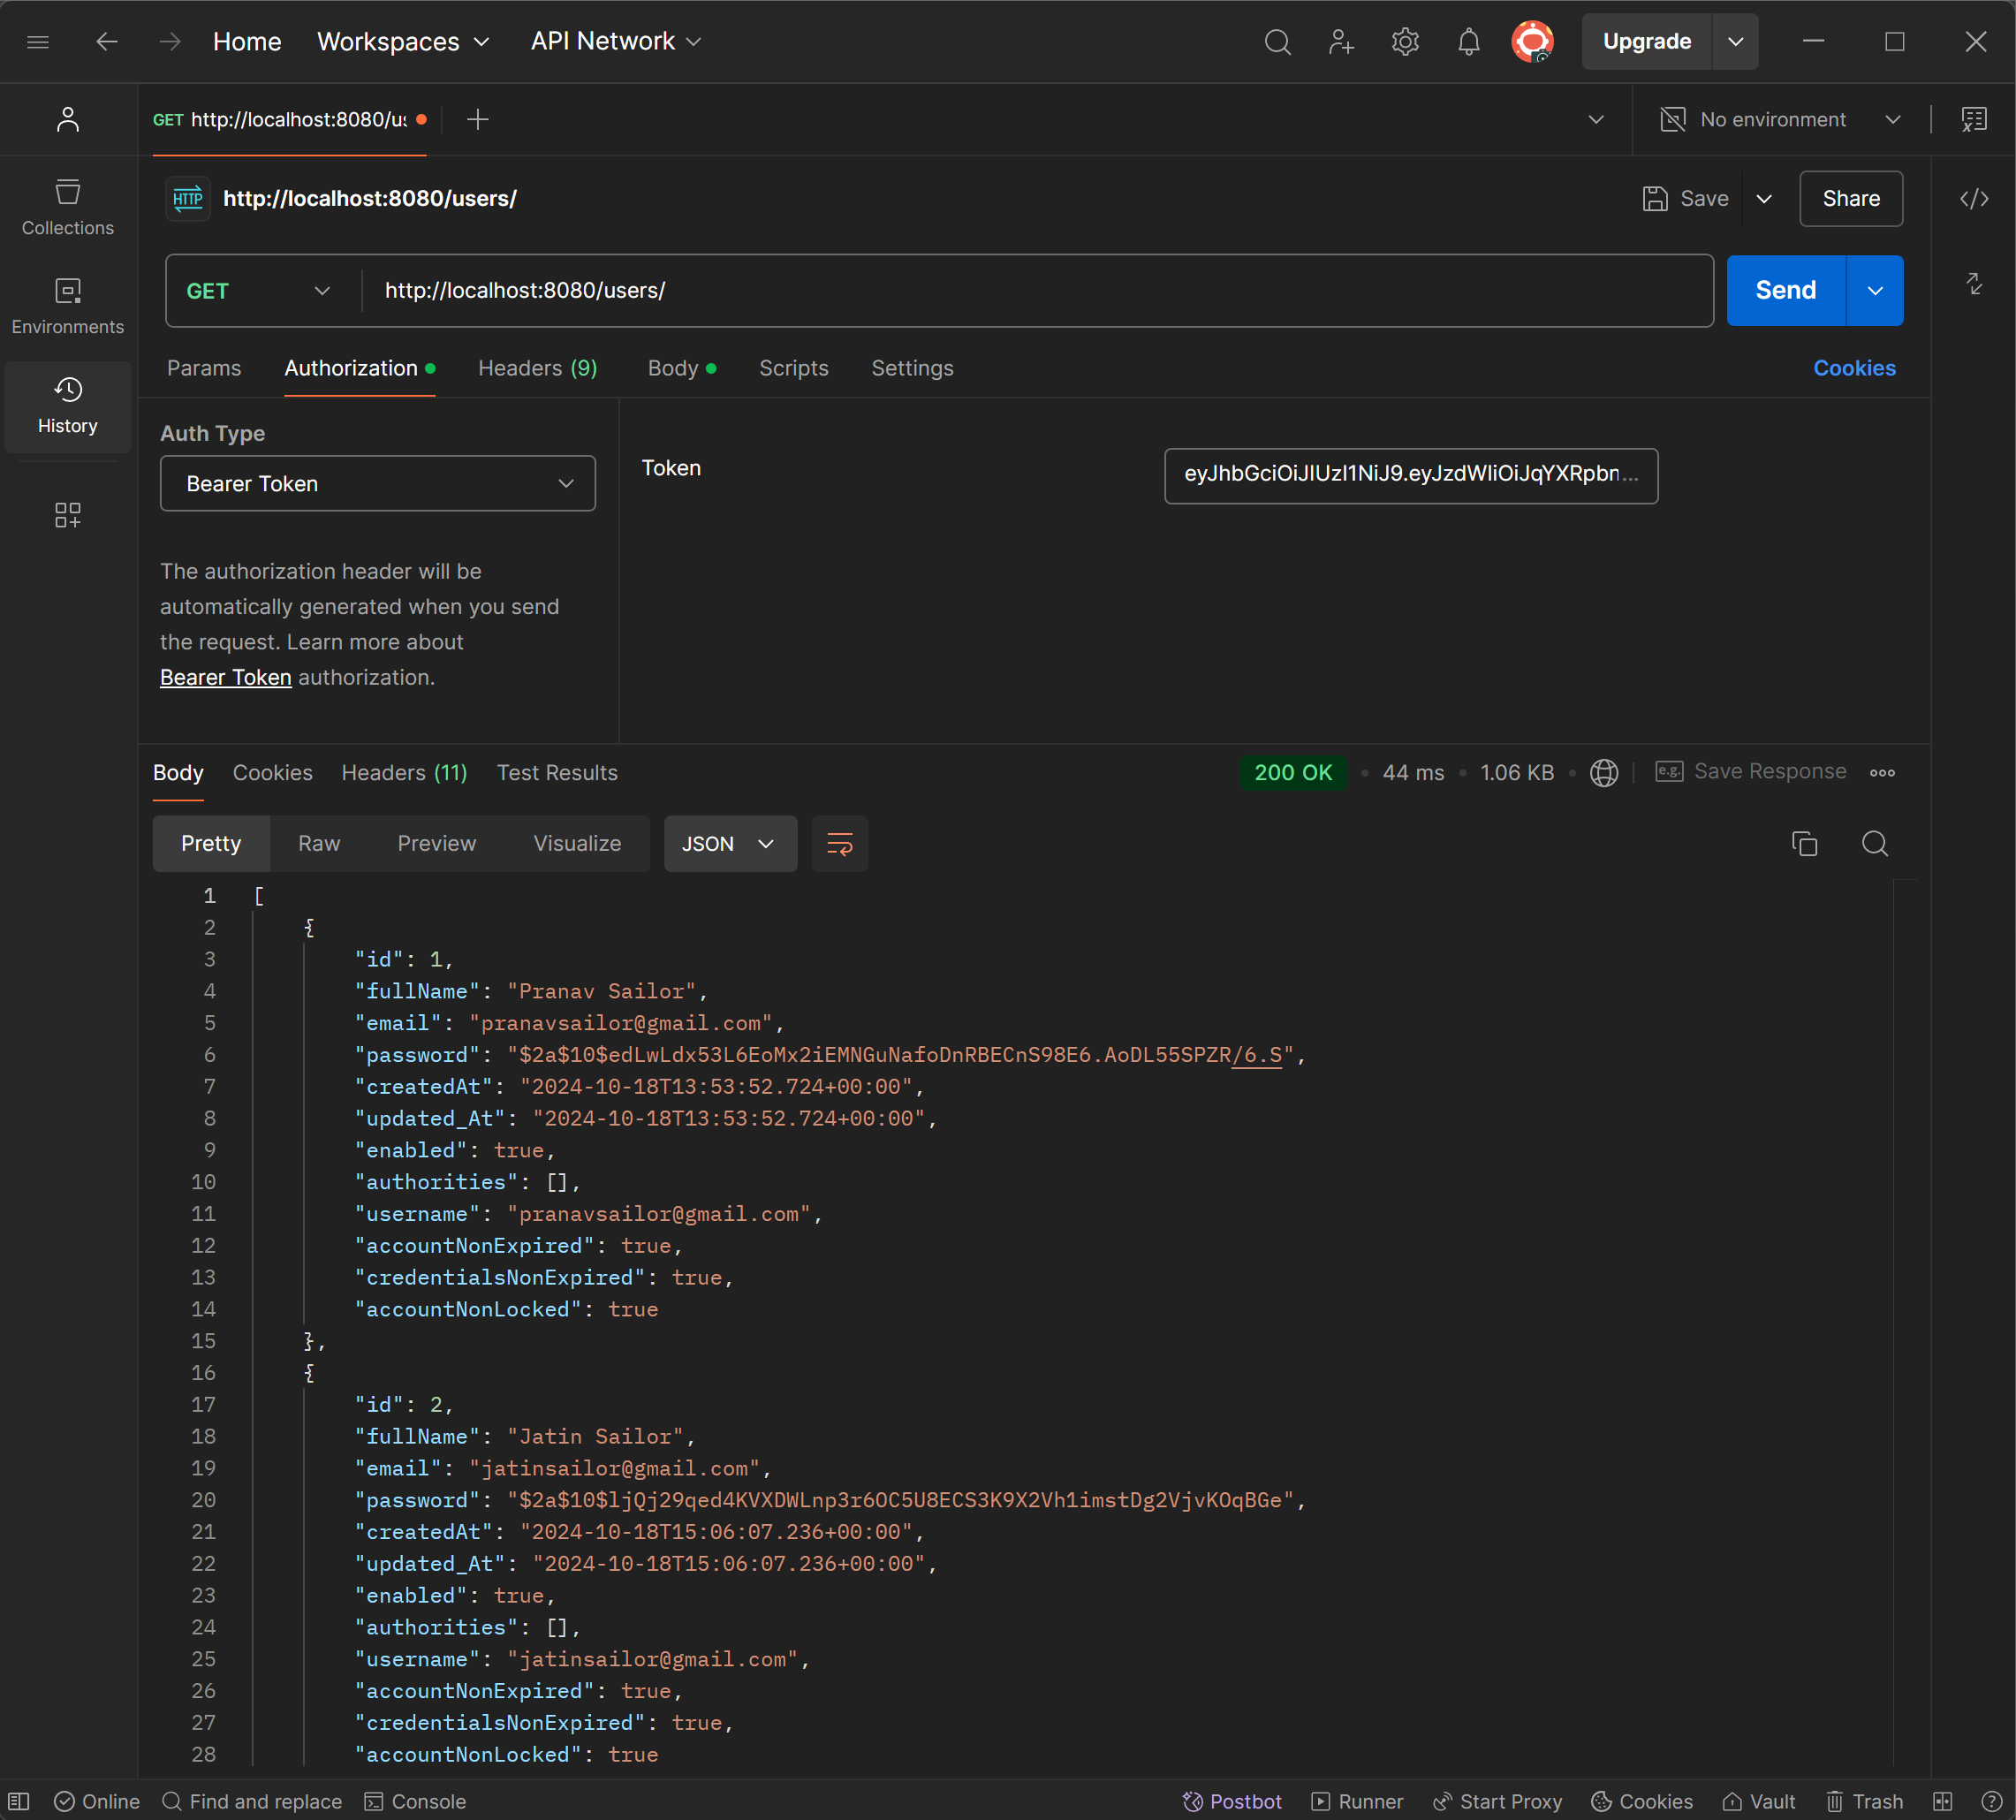 Home Workspaces API Network Upgrade
GET http://localhost:8080/us No environment
HTTP http://localhost:8080/users/ Save Share
Collections
Environments
History
GET http://localhost:8080/users/ Send
Params Authorization Headers (9) Body Scripts Settings Cookies
Auth Type
Bearer Token
Token eyJhbGciOiJIUzI1NiJ9.eyJzdWIiOiJqYXRpbn...
The authorization header will be
automatically generated when you send
the request. Learn more about
Bearer Token authorization.
Body Cookies Headers (11) Test Results 200 OK • 44 ms • 1.06 KB • e.g. Save Response
Pretty Raw Preview Visualize JSON
1 [
2 {
3 "id": 1,
4 "fullName": "Pranav Sailor",
5 "email": "pranavsailor@gmail.com",
6 "password": "$2a$10$edLwLdx53L6EoMx2iEMNGuNafoDnRBECnS98E6.AoDL55SPZR/6.S",
7 "createdAt": "2024-10-18T13:53:52.724+00:00",
8 "updated_At": "2024-10-18T13:53:52.724+00:00",
9 "enabled": true,
10 "authorities": [],
11 "username": "pranavsailor@gmail.com",
12 "accountNonExpired": true,
13 "credentialsNonExpired": true,
14 "accountNonLocked": true
15 },
16 {
17 "id": 2,
18 "fullName": "Jatin Sailor",
19 "email": "jatinsailor@gmail.com",
20 "password": "$2a$10$ljQj29qed4KVXDWLnp3r6OC5U8ECS3K9X2Vh1imstDg2VjvKOqBGe",
21 "createdAt": "2024-10-18T15:06:07.236+00:00",
22 "updated_At": "2024-10-18T15:06:07.236+00:00",
23 "enabled": true,
24 "authorities": [],
25 "username": "jatinsailor@gmail.com",
26 "accountNonExpired": true,
27 "credentialsNonExpired": true,
28 "accountNonLocked": true
Online Find and replace Console Postbot Runner Start Proxy Cookies Vault Trash